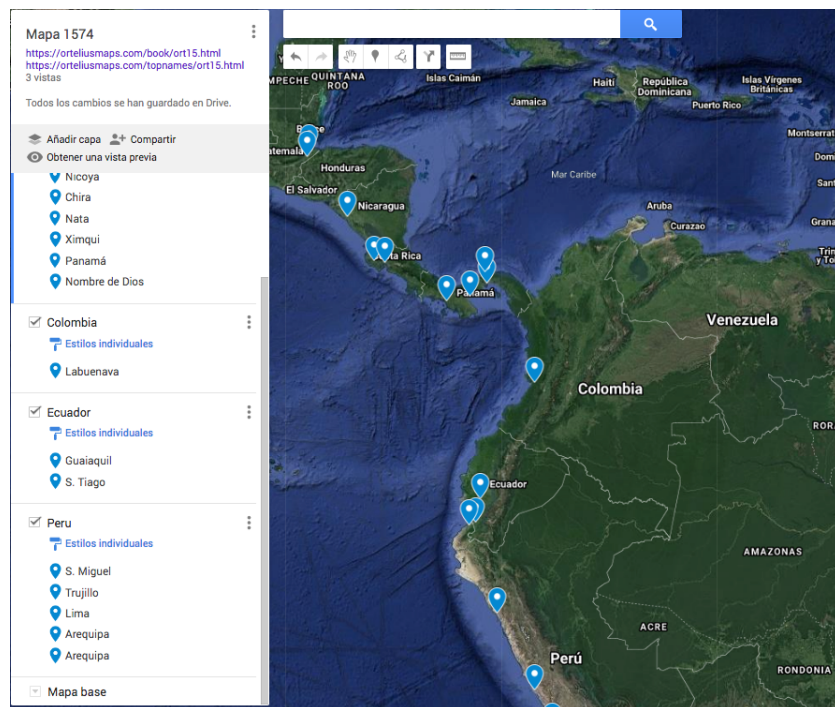 Mapa 1574
https://orteliusmaps.com/book/ort15.html
https://orteliusmaps.com/topnames/ort15.html
3 vistas
Todos los cambios se han guardado en Drive.
Añadir capa Compartir
Obtener una vista previa
Nicoya
Chira
Nata
Ximqui
Panamá
Nombre de Dios
Colombia
Estilos individuales
Labuenava
Ecuador
Estilos individuales
Guaiaquil
S. Tiago
Peru
Estilos individuales
S. Miguel
Trujillo
Lima
Arequipa
Arequipa
Mapa base
QUINTANA
ROO
Islas Caimán
Haití
República
Dominicana
Islas Vírgenes
Británicas
Jamaica
Puerto Rico
Montserrat
Honduras
Mar Caribe
El Salvador
Nicaragua
Aruba
Curazao
Panamá
Venezuela
Colombia
Ecuador
AMAZONAS
ACRE
Perú
RONDONIA